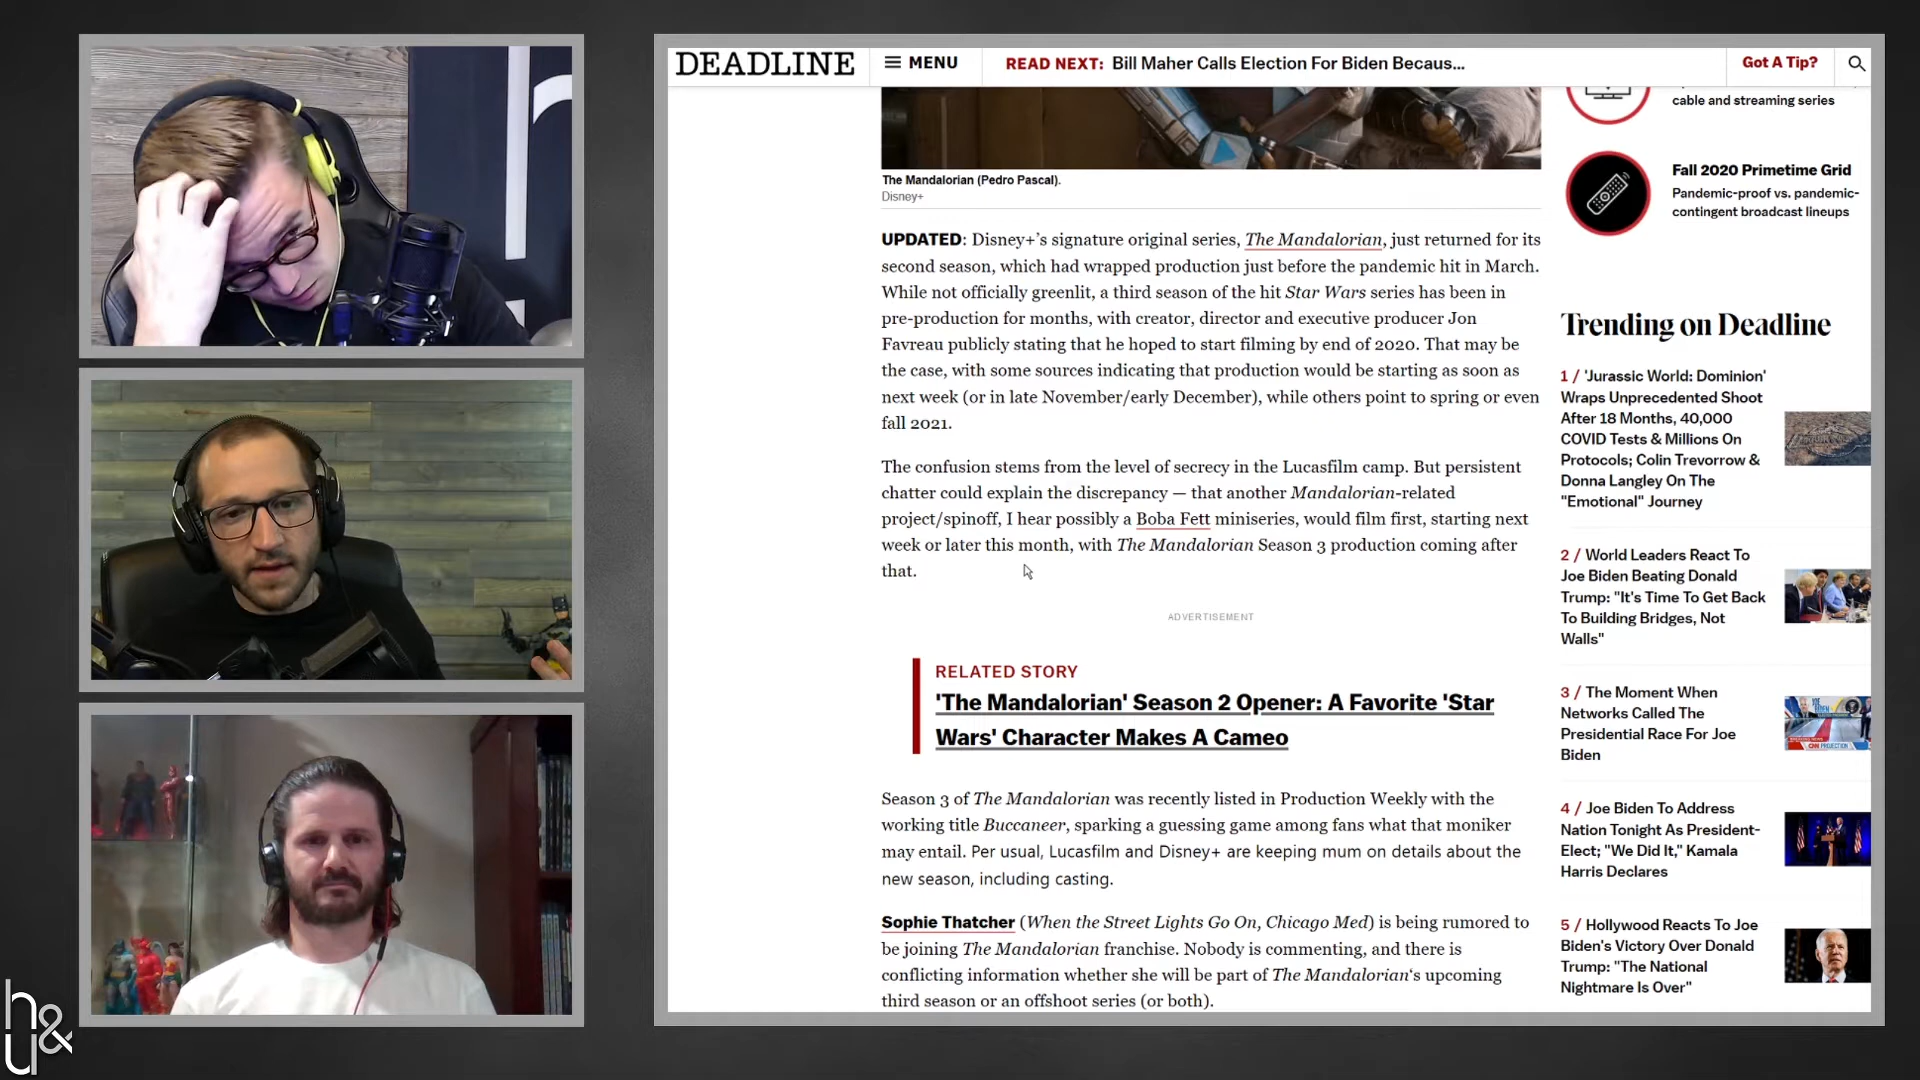 DEADLINE
MENU
READ NEXT: Bill Maher Calls Election For Biden Becaus...
Got A Tip?
The Mandalorian (Pedro Pascal).
Disney+
UPDATED: Disney+’s signature original series, The Mandalorian, just returned for its
second season, which had wrapped production just before the pandemic hit in March.
While not officially greenlit, a third season of the hit Star Wars series has been in
pre-production for months, with creator, director and executive producer Jon
Favreau publicly stating that he hoped to start filming by end of 2020. That may be
the case, with some sources indicating that production would be starting as soon as
next week (or in late November/early December), while others point to spring or even
fall 2021.
The confusion stems from the level of secrecy in the Lucasfilm camp. But persistent
chatter could explain the discrepancy — that another Mandalorian-related
project/spinoff, I hear possibly a Boba Fett miniseries, would film first, starting next
week or later this month, with The Mandalorian Season 3 production coming after
that.
ADVERTISEMENT
RELATED STORY
'The Mandalorian' Season 2 Opener: A Favorite 'Star
Wars' Character Makes A Cameo
Season 3 of The Mandalorian was recently listed in Production Weekly with the
working title Buccaneer, sparking a guessing game among fans what that moniker
may entail. Per usual, Lucasfilm and Disney+ are keeping mum on details about the
new season, including casting.
Sophie Thatcher (When the Street Lights Go On, Chicago Med) is being rumored to
be joining The Mandalorian franchise. Nobody is commenting, and there is
conflicting information whether she will be part of The Mandalorian‘s upcoming
third season or an offshoot series (or both).
cable and streaming series
Fall 2020 Primetime Grid
Pandemic-proof vs. pandemic-
contingent broadcast lineups
Trending on Deadline
1 / 'Jurassic World: Dominion'
Wraps Unprecedented Shoot
After 18 Months, 40,000
COVID Tests & Millions On
Protocols; Colin Trevorrow &
Donna Langley On The
"Emotional" Journey
2 / World Leaders React To
Joe Biden Beating Donald
Trump: "It's Time To Get Back
To Building Bridges, Not
Walls"
3 / The Moment When
Networks Called The
Presidential Race For Joe
Biden
4 / Joe Biden To Address
Nation Tonight As President-
Elect; "We Did It," Kamala
Harris Declares
5 / Hollywood Reacts To Joe
Biden's Victory Over Donald
Trump: "The National
Nightmare Is Over"
h&
y